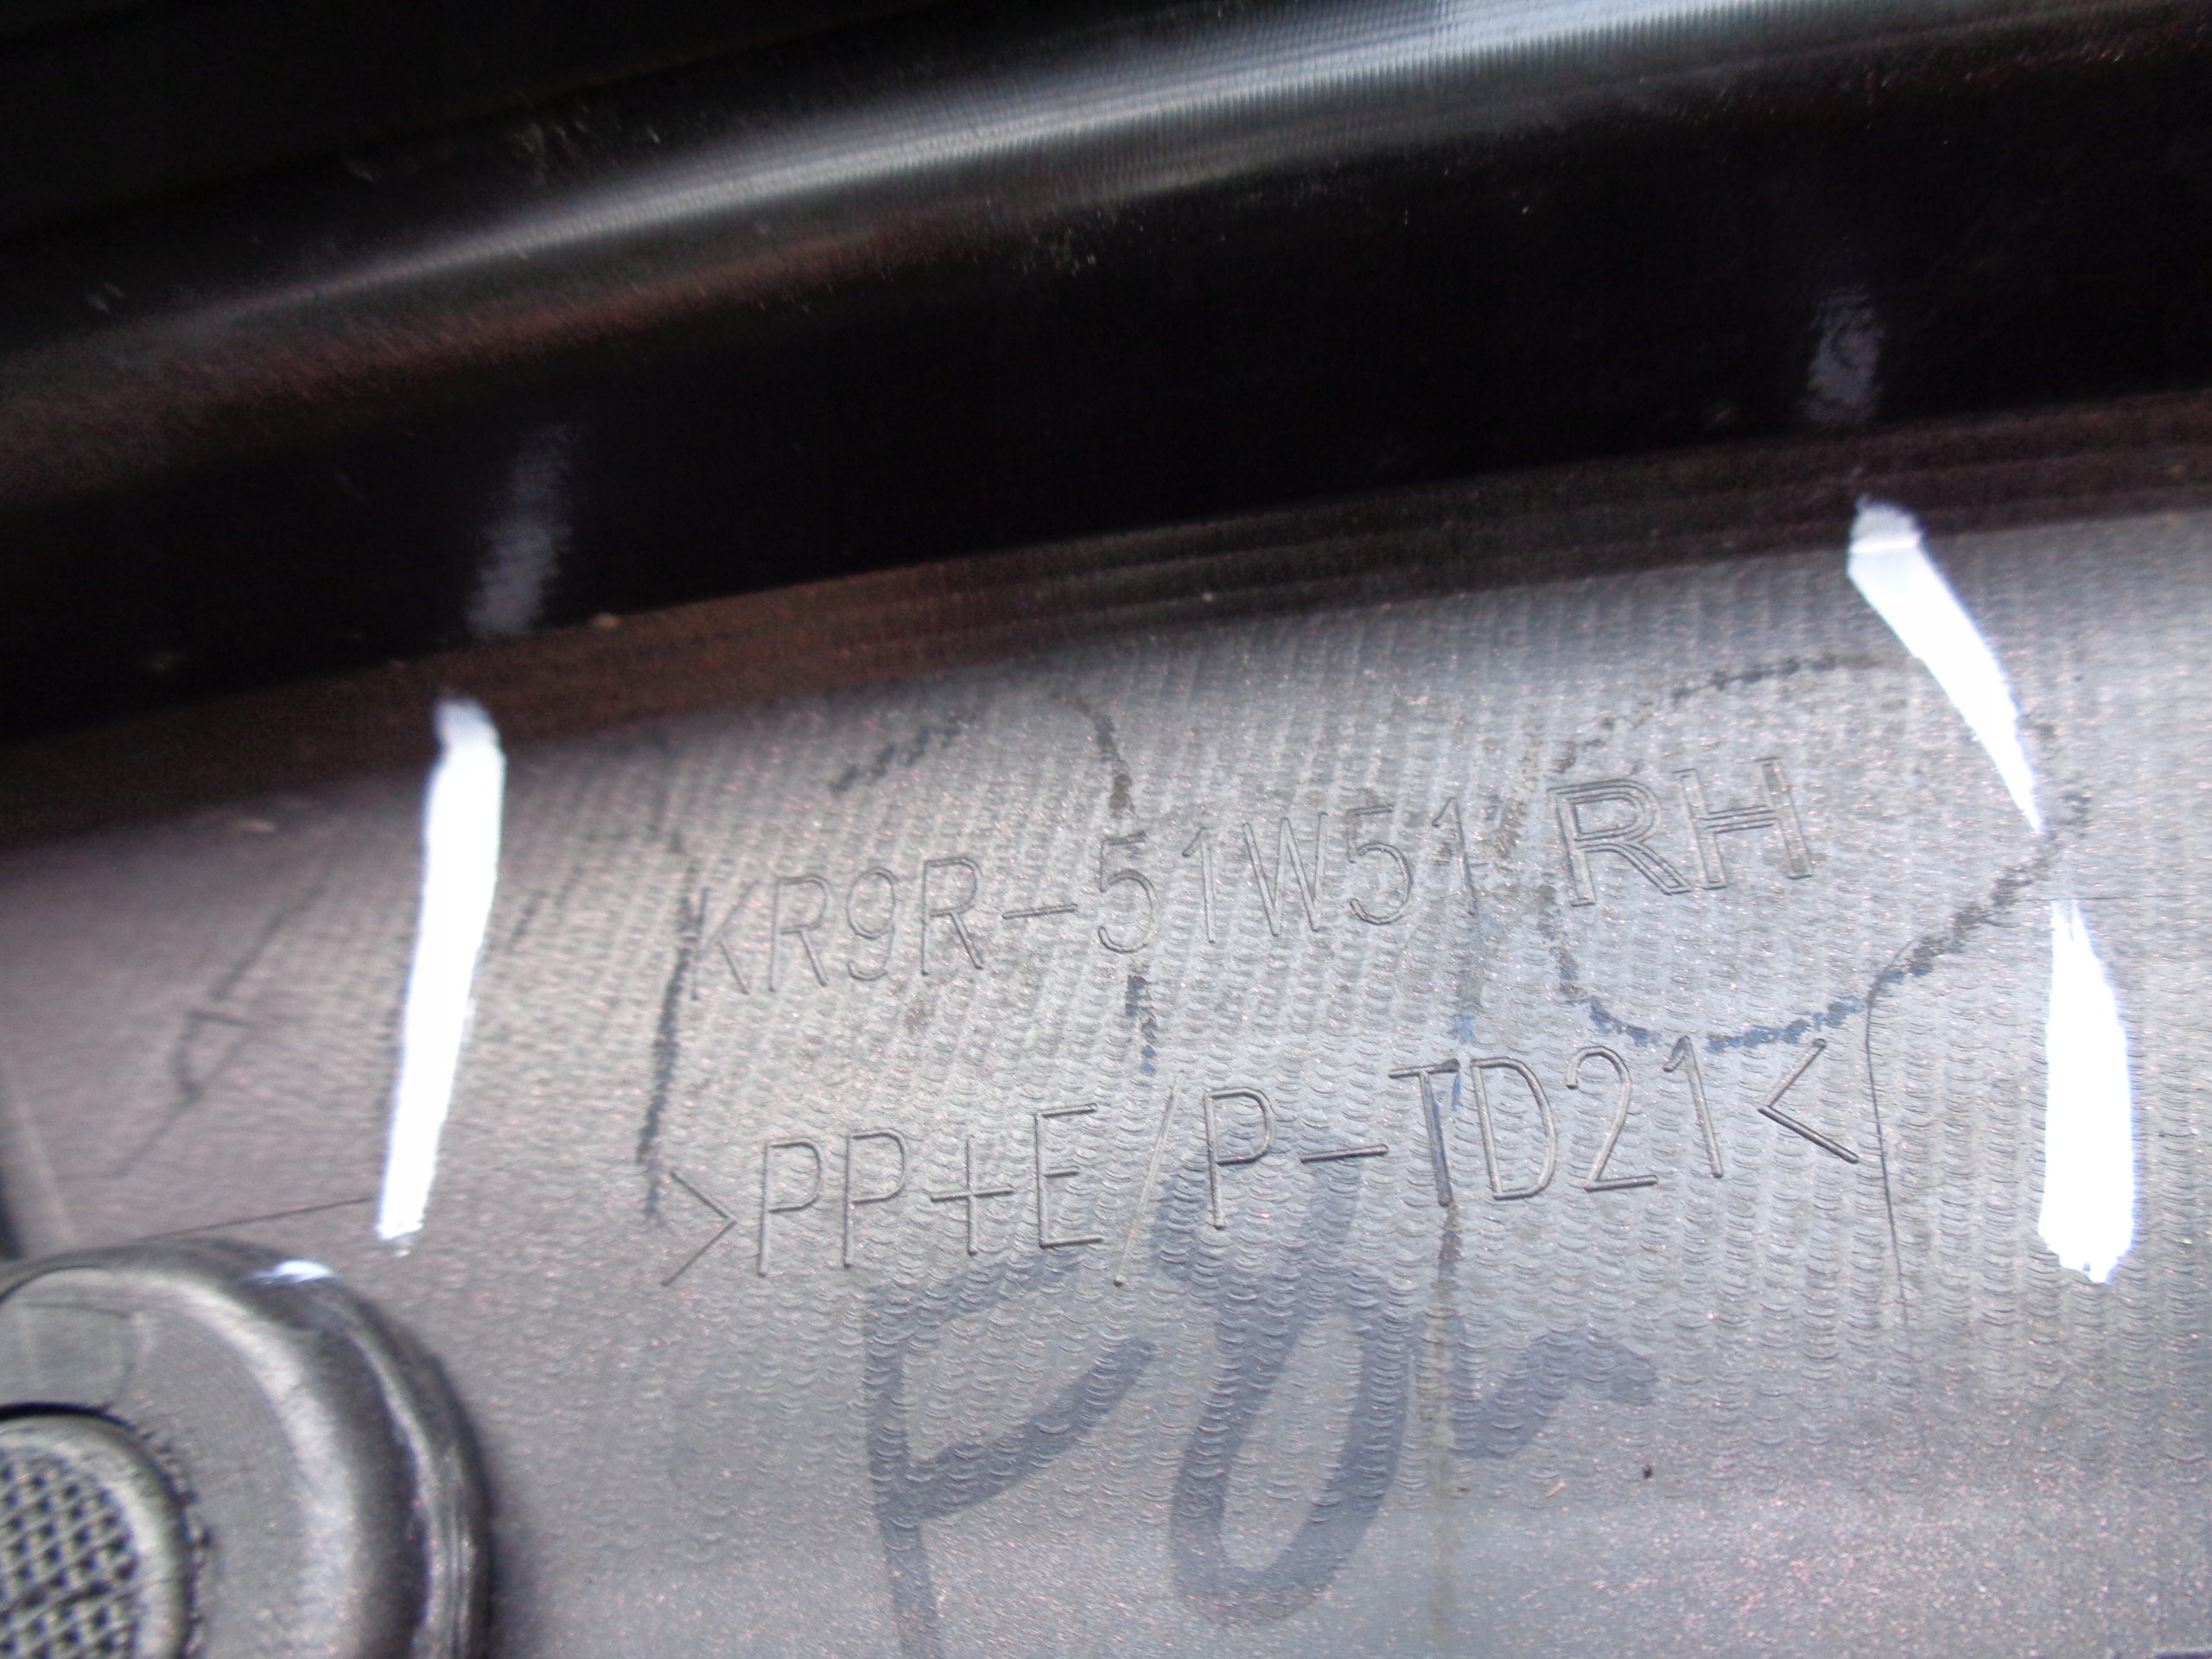 KR9R-51W51 RH
>PP+E/P-TD21<